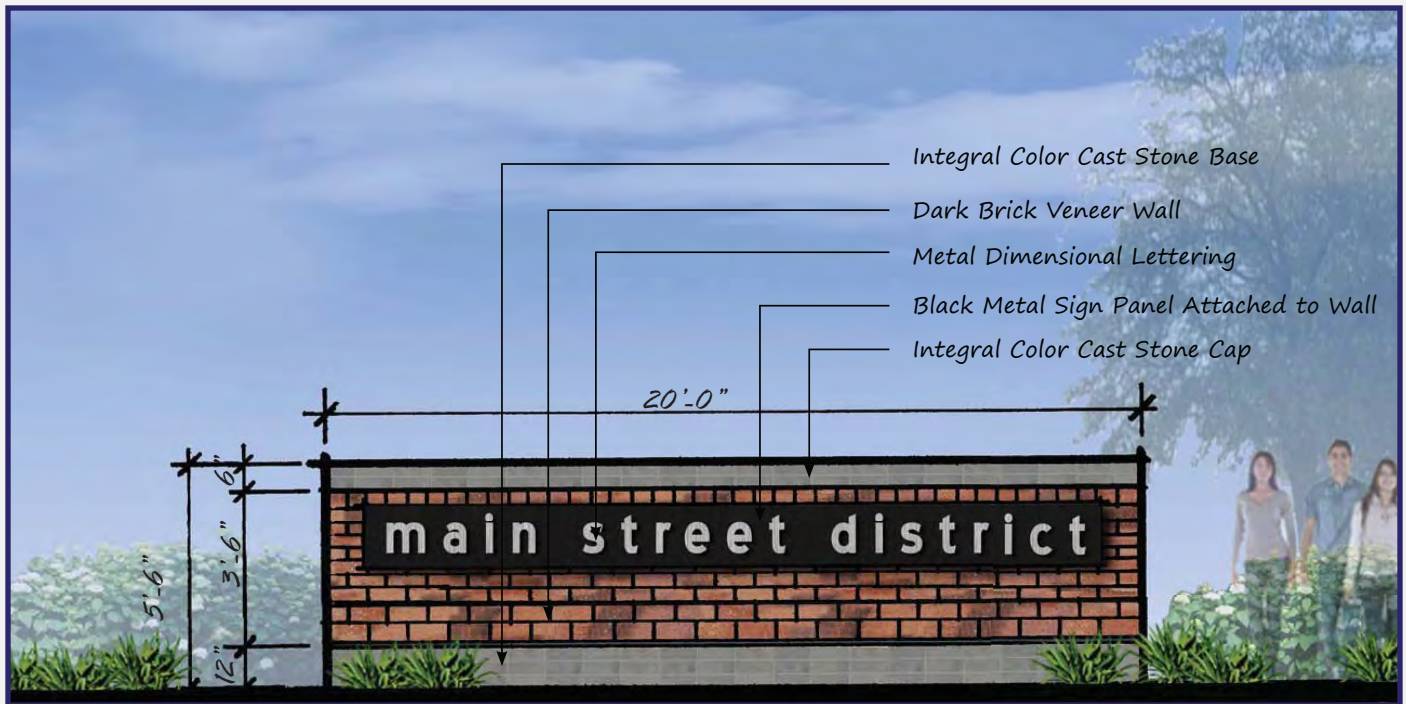 Integral Color Cast Stone Base
Dark Brick Veneer Wall
Metal Dimensional Lettering
Black Metal Sign Panel Attached to Wall
Integral Color Cast Stone Cap
20'-0"
6"
3'-6"
5'-6"
12"
main street district